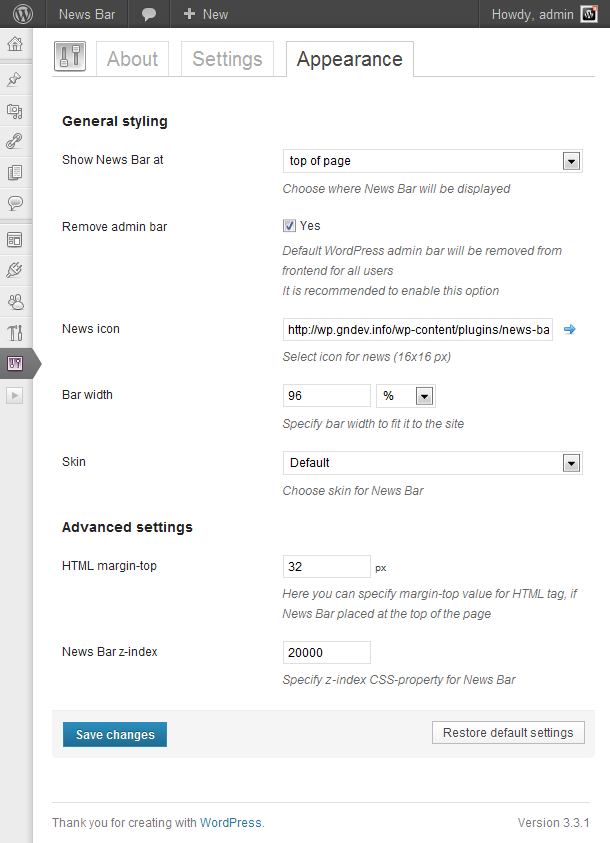 News Bar
New
Howdy, admin
About
Settings
Appearance
General styling
Show News Bar at
top of page
Choose where News Bar will be displayed
Remove admin bar
Yes
Default WordPress admin bar will be removed from
frontend for all users
It is recommended to enable this option
News icon
http://wp.gndev.info/wp-content/plugins/news-ba
Select icon for news (16x16 px)
Bar width
96
%
Specify bar width to fit it to the site
Skin
Default
Choose skin for News Bar
Advanced settings
HTML margin-top
32
px
Here you can specify margin-top value for HTML tag, if
News Bar placed at the top of the page
News Bar z-index
20000
Specify z-index CSS-property for News Bar
Save changes
Restore default settings
Thank you for creating with WordPress.
Version 3.3.1